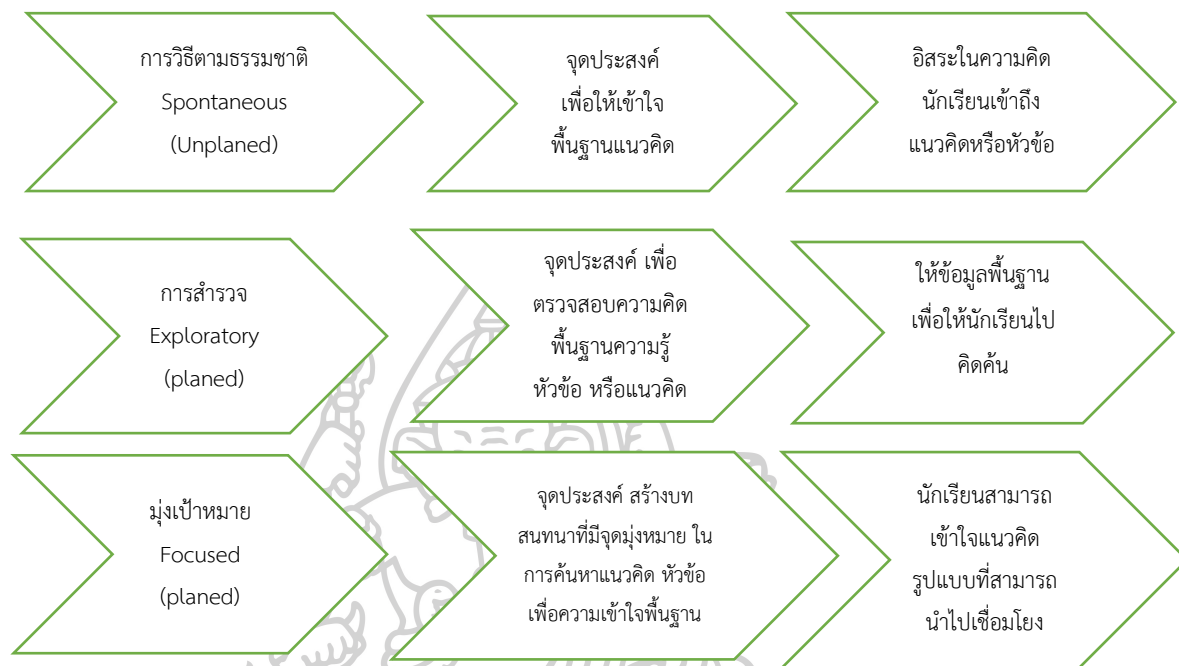 การวิธีตามธรรมชาติ
Spontaneous
(Unplaned)
จุดประสงค์
เพื่อให้เข้าใจ
พื้นฐานแนวคิด
อิสระในความคิด
นักเรียนเข้าถึง
แนวคิดหรือหัวข้อ
การสำรวจ
Exploratory
(planed)
จุดประสงค์ เพื่อ
ตรวจสอบความคิด
พื้นฐานความรู้
หัวข้อ หรือแนวคิด
ให้ข้อมูลพื้นฐาน
เพื่อให้นักเรียนไป
คิดค้น
มุ่งเป้าหมาย
Focused
(planed)
จุดประสงค์ สร้างบท
สนทนาที่มีจุดมุ่งหมาย ใน
การค้นหาแนวคิด หัวข้อ
เพื่อความเข้าใจพื้นฐาน
นักเรียนสามารถ
เข้าใจแนวคิด
รูปแบบที่สามารถ
นำไปเชื่อมโยง